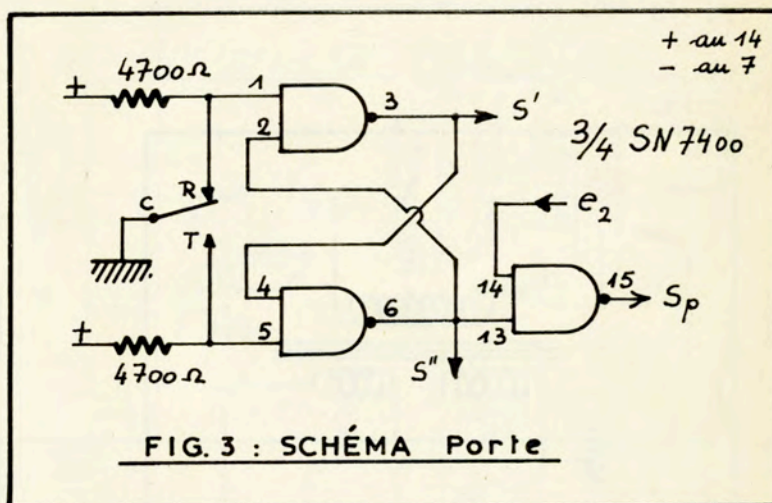 + au 14
- au 7
4700Ω
+
1
2
3
S'
3/4 SN7400
R
C
T
e2
14
15
Sp
13
4
5
6
+
4700Ω
S"
FIG. 3 : SCHÉMA Porte